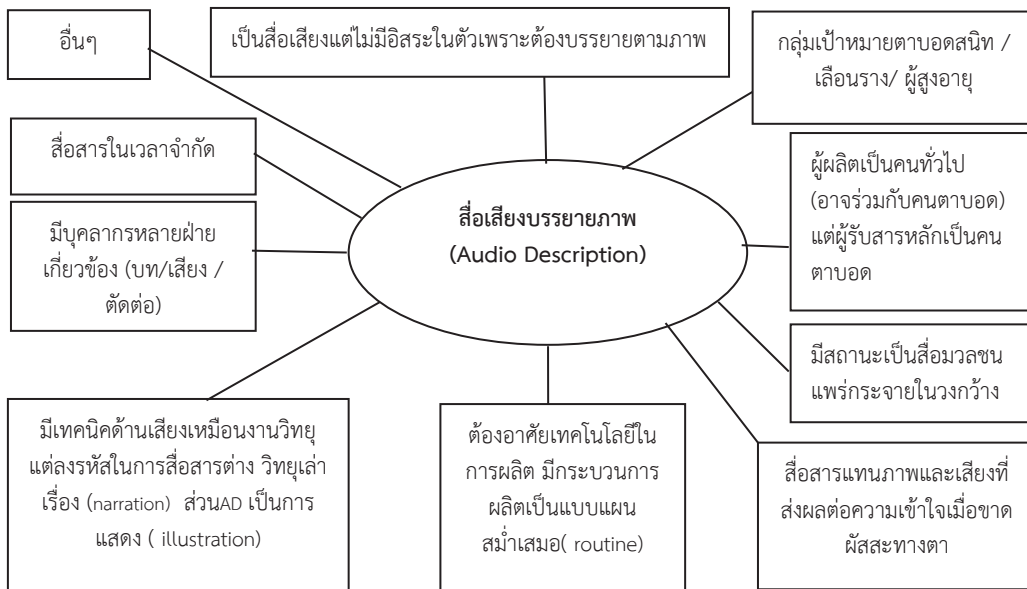 อื่นๆ
เป็นสื่อเสียงแต่ไม่มีอิสระในตัวเพราะต้องบรรยายตามภาพ
กลุ่มเป้าหมายตาบอดสนิท /
เลือนราง/ ผู้สูงอายุ
สื่อสารในเวลาจำกัด
ผู้ผลิตเป็นคนทั่วไป
(อาจร่วมกับคนตาบอด)
แต่ผู้รับสารหลักเป็นคน
ตาบอด
สื่อเสียงบรรยายภาพ
(Audio Description)
มีบุคลากรหลายฝ่าย
เกี่ยวข้อง (บท/เสียง /
ตัดต่อ)
มีสถานะเป็นสื่อมวลชน
แพร่กระจายในวงกว้าง
มีเทคนิคด้านเสียงเหมือนงานวิทยุ
แต่ลงรหัสในการสื่อสารต่าง วิทยุเล่า
เรื่อง (narration) ส่วนAD เป็นการ
แสดง ( illustration)
ต้องอาศัยเทคโนโลยีใน
การผลิต มีกระบวนการ
ผลิตเป็นแบบแผน
สม่ำเสมอ( routine)
สื่อสารแทนภาพและเสียงที่
ส่งผลต่อความเข้าใจเมื่อขาด
ผัสสะทางตา